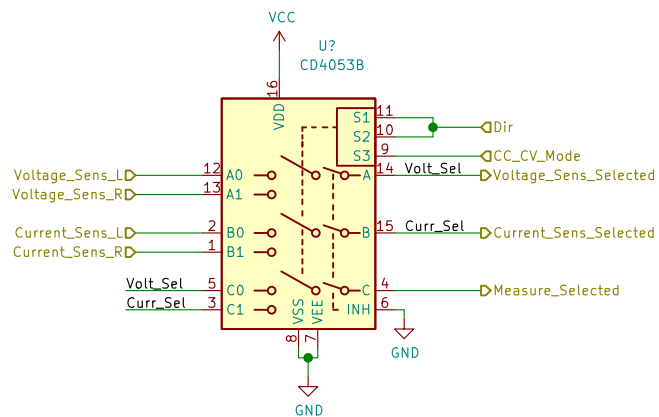 VCC
U?
CD4053B
16
VDD
S1 11
S2 10 Dir
S3 9 CC_CV_Mode
Voltage_Sens_L 12 A0 A 14 Volt_Sel Voltage_Sens_Selected
Voltage_Sens_R 13 A1
Current_Sens_L 2 B0 B 15 Curr_Sel Current_Sens_Selected
Current_Sens_R 1 B1
Volt_Sel 5 C0 C 4 Measure_Selected
Curr_Sel 3 C1 INH 6
VSS VEE
8 7
GND
GND